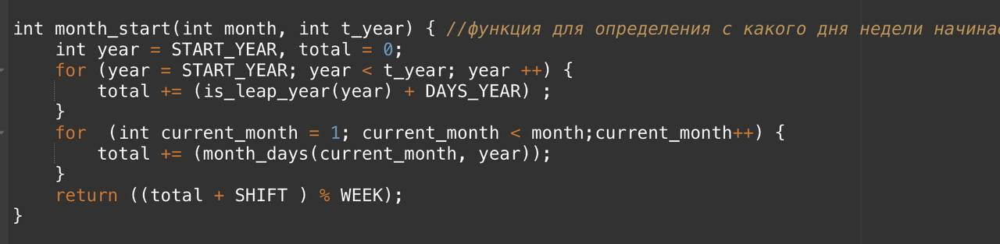 int month_start(int month, int t_year) { //функция для определения с какого дня недели
int year = START_YEAR, total = 0;
for (year = START_YEAR; year < t_year; year ++) {
total += (is_leap_year(year) + DAYS_YEAR) ;
}
for  (int current_month = 1; current_month < month;current_month++) {
total += (month_days(current_month, year));
}
return ((total + SHIFT ) % WEEK);
}